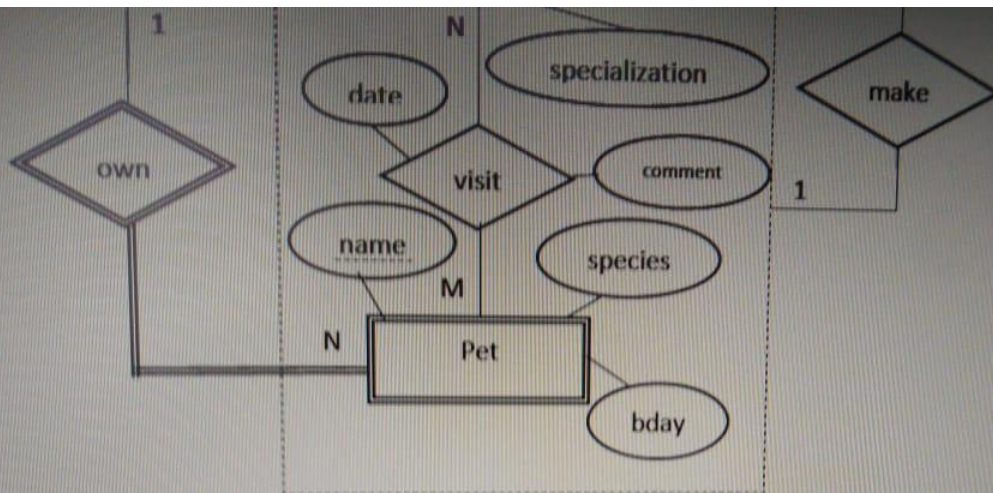 1
N
specialization
date
make
own
visit
comment
1
name
species
M
N
Pet
bday